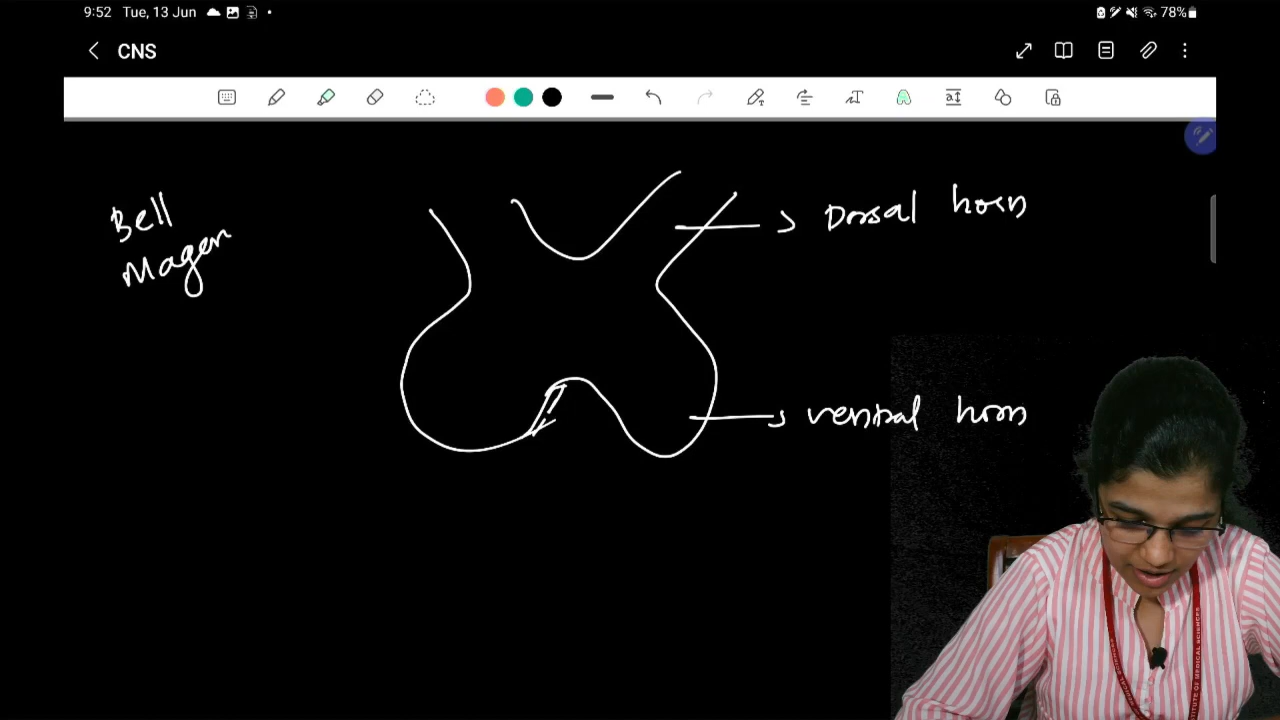 9:52 Tue, 13 Jun
78%
CNS
Bell
Magen
Dorsal horn
ventral horn